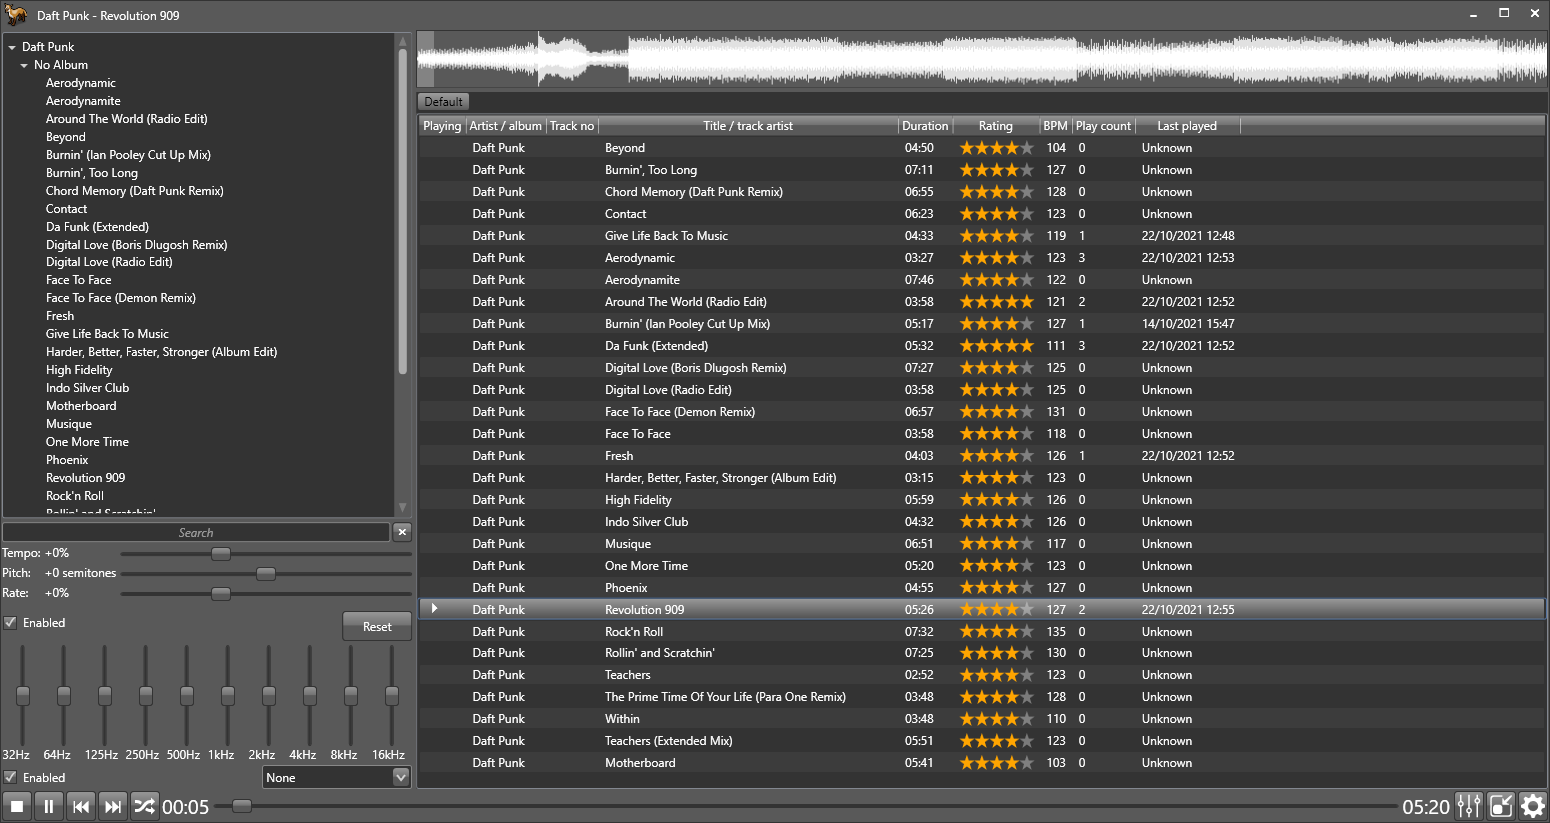 Daft Punk - Revolution 909
Daft Punk
No Album
Aerodynamic
Aerodynamite
Around The World (Radio Edit)
Beyond
Burnin' (Ian Pooley Cut Up Mix)
Burnin', Too Long
Chord Memory (Daft Punk Remix)
Contact
Da Funk (Extended)
Digital Love (Boris Dlugosh Remix)
Digital Love (Radio Edit)
Face To Face
Face To Face (Demon Remix)
Fresh
Give Life Back To Music
Harder, Better, Faster, Stronger (Album Edit)
High Fidelity
Indo Silver Club
Motherboard
Musique
One More Time
Phoenix
Revolution 909
Rock'n Roll
Rollin' and Scratchin'
Search
Tempo: +0%
Pitch: +0 semitones
Rate: +0%
Enabled
Reset
32Hz 64Hz 125Hz 250Hz 500Hz 1kHz 2kHz 4kHz 8kHz 16kHz
Enabled
None
Default
Playing Artist / album Track no Title / track artist Duration Rating BPM Play count Last played
Daft Punk Beyond 04:50 104 0 Unknown
Daft Punk Burnin', Too Long 07:11 127 0 Unknown
Daft Punk Chord Memory (Daft Punk Remix) 06:55 128 0 Unknown
Daft Punk Contact 06:23 123 0 Unknown
Daft Punk Give Life Back To Music 04:33 119 1 22/10/2021 12:48
Daft Punk Aerodynamic 03:27 123 3 22/10/2021 12:53
Daft Punk Aerodynamite 07:46 122 0 Unknown
Daft Punk Around The World (Radio Edit) 03:58 121 2 22/10/2021 12:52
Daft Punk Burnin' (Ian Pooley Cut Up Mix) 05:17 127 1 14/10/2021 15:47
Daft Punk Da Funk (Extended) 05:32 111 3 22/10/2021 12:52
Daft Punk Digital Love (Boris Dlugosh Remix) 07:27 125 0 Unknown
Daft Punk Digital Love (Radio Edit) 03:58 125 0 Unknown
Daft Punk Face To Face (Demon Remix) 06:57 131 0 Unknown
Daft Punk Face To Face 03:58 118 0 Unknown
Daft Punk Fresh 04:03 126 1 22/10/2021 12:52
Daft Punk Harder, Better, Faster, Stronger (Album Edit) 03:15 123 0 Unknown
Daft Punk High Fidelity 05:59 126 0 Unknown
Daft Punk Indo Silver Club 04:32 126 0 Unknown
Daft Punk Musique 06:51 117 0 Unknown
Daft Punk One More Time 05:20 123 0 Unknown
Daft Punk Phoenix 04:55 127 0 Unknown
Daft Punk Revolution 909 05:26 127 2 22/10/2021 12:55
Daft Punk Rock'n Roll 07:32 135 0 Unknown
Daft Punk Rollin' and Scratchin' 07:25 130 0 Unknown
Daft Punk Teachers 02:52 123 0 Unknown
Daft Punk The Prime Time Of Your Life (Para One Remix) 03:48 128 0 Unknown
Daft Punk Within 03:48 110 0 Unknown
Daft Punk Teachers (Extended Mix) 05:51 123 0 Unknown
Daft Punk Motherboard 05:41 103 0 Unknown
00:05
05:20